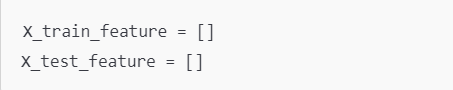 X_train_feature = []
X_test_feature = []